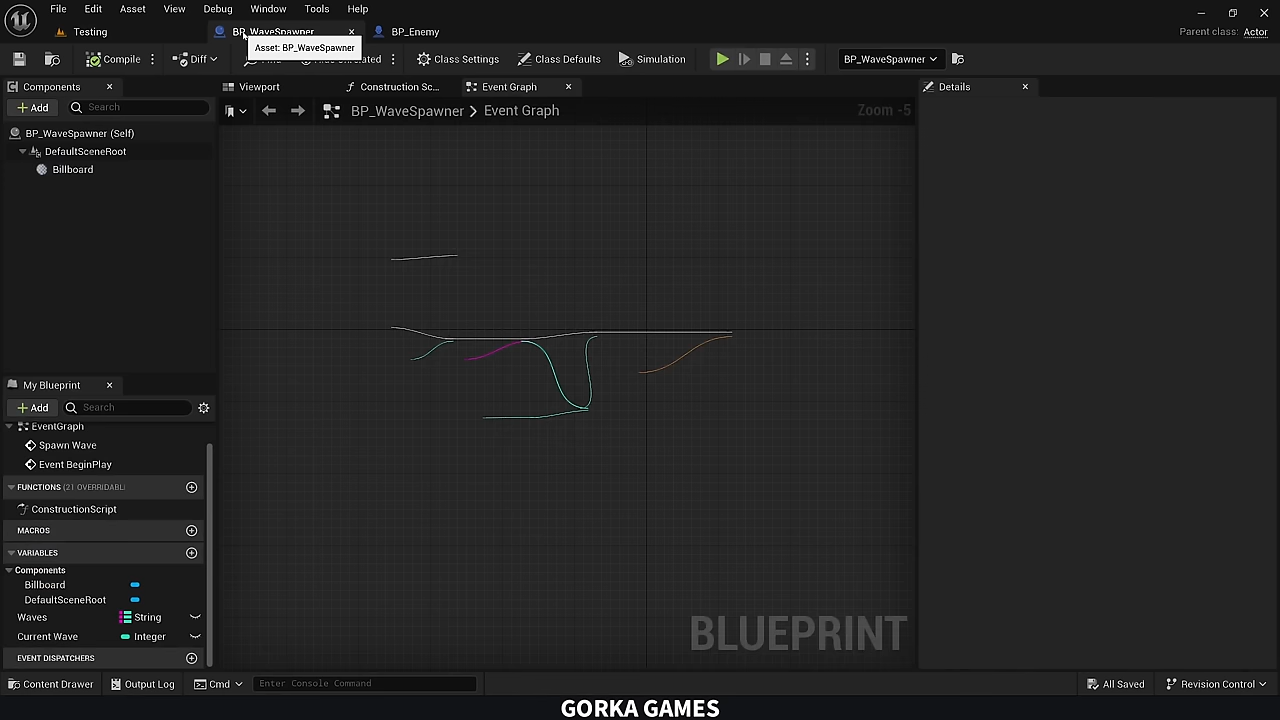 File Edit Asset View Debug Window Tools Help
Testing
BP_WaveSpawner
BP_Enemy
Parent class: Actor
Asset: BP_WaveSpawner
Compile
Diff
Class Settings
Class Defaults
Simulation
BP_WaveSpawner
Components
Viewport
Construction Sc...
Event Graph
Details
Add
Search
BP_WaveSpawner > Event Graph
Zoom -5
BP_WaveSpawner (Self)
DefaultSceneRoot
Billboard
My Blueprint
Add
Search
EventGraph
Spawn Wave
Event BeginPlay
FUNCTIONS (21 OVERRIDABL
ConstructionScript
MACROS
VARIABLES
Components
Billboard
DefaultSceneRoot
Waves String
Current Wave Integer
EVENT DISPATCHERS
BLUEPRINT
Content Drawer
Output Log
Cmd
Enter Console Command
All Saved
Revision Control
GORKA GAMES